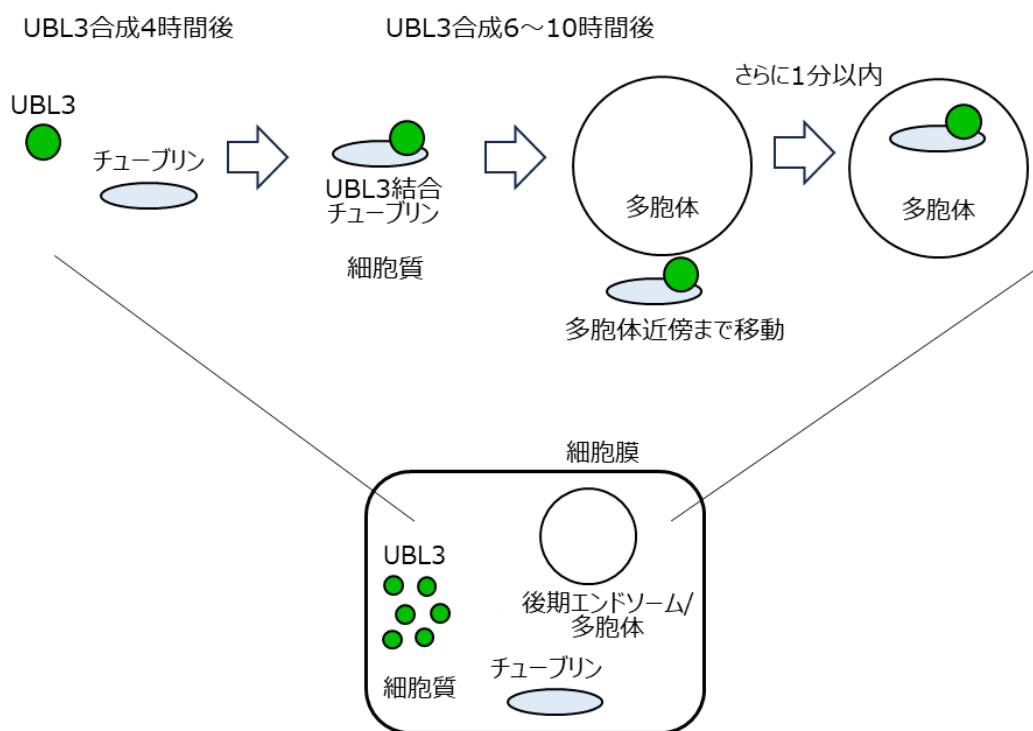 UBL3合成4時間後
UBL3合成6～10時間後
さらに1分以内
UBL3
チューブリン
UBL3結合
チューブリン
細胞質
多胞体
多胞体
多胞体近傍まで移動
細胞膜
UBL3
後期エンドソーム/
多胞体
チューブリン
細胞質